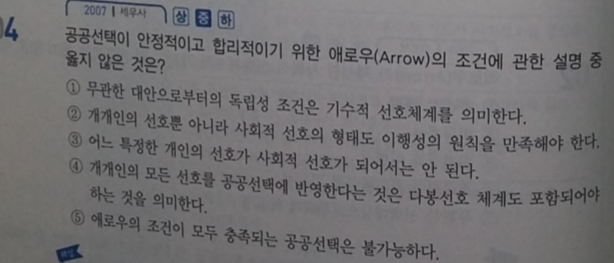 04
2007 | 세무사 상 중 하
공공선택이 안정적이고 합리적이기 위한 애로우(Arrow)의 조건에 관한 설명 중
옳지 않은 것은?
① 무관한 대안으로부터의 독립성 조건은 기수적 선호체계를 의미한다.
② 개개인의 선호뿐 아니라 사회적 선호의 형태도 이행성의 원칙을 만족해야 한다.
③ 어느 특정한 개인의 선호가 사회적 선호가 되어서는 안 된다.
④ 개개인의 모든 선호를 공공선택에 반영한다는 것은 다봉선호 체계도 포함되어야
하는 것을 의미한다.
⑤ 애로우의 조건이 모두 충족되는 공공선택은 불가능하다.
해설